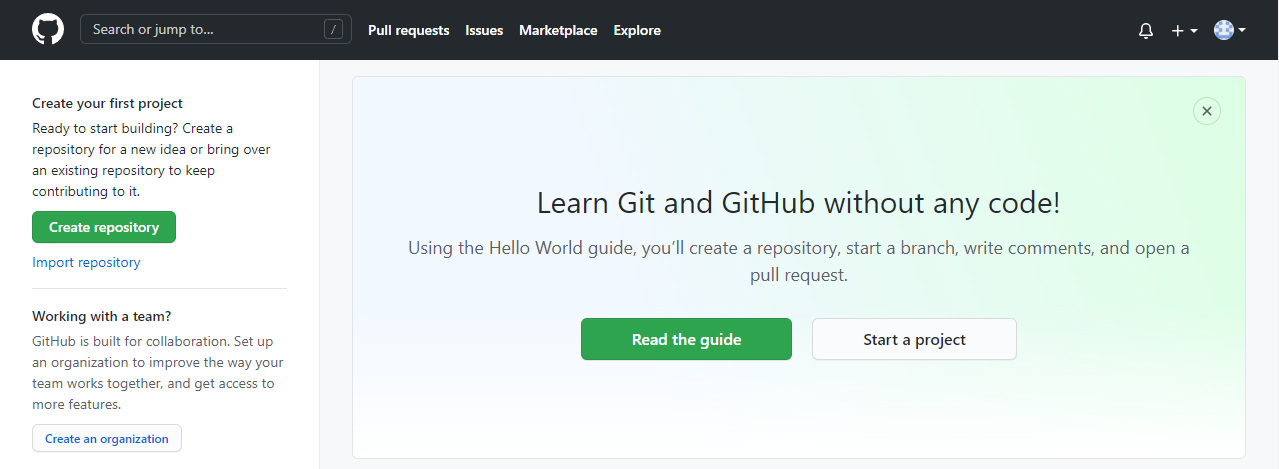 Search or jump to...
/
Pull requests
Issues
Marketplace
Explore
Create your first project
Ready to start building? Create a
repository for a new idea or bring over
an existing repository to keep
contributing to it.
Create repository
Import repository
Working with a team?
GitHub is built for collaboration. Set up
an organization to improve the way your
team works together, and get access to
more features.
Create an organization
Learn Git and GitHub without any code!
Using the Hello World guide, you’ll create a repository, start a branch, write comments, and open a
pull request.
Read the guide
Start a project